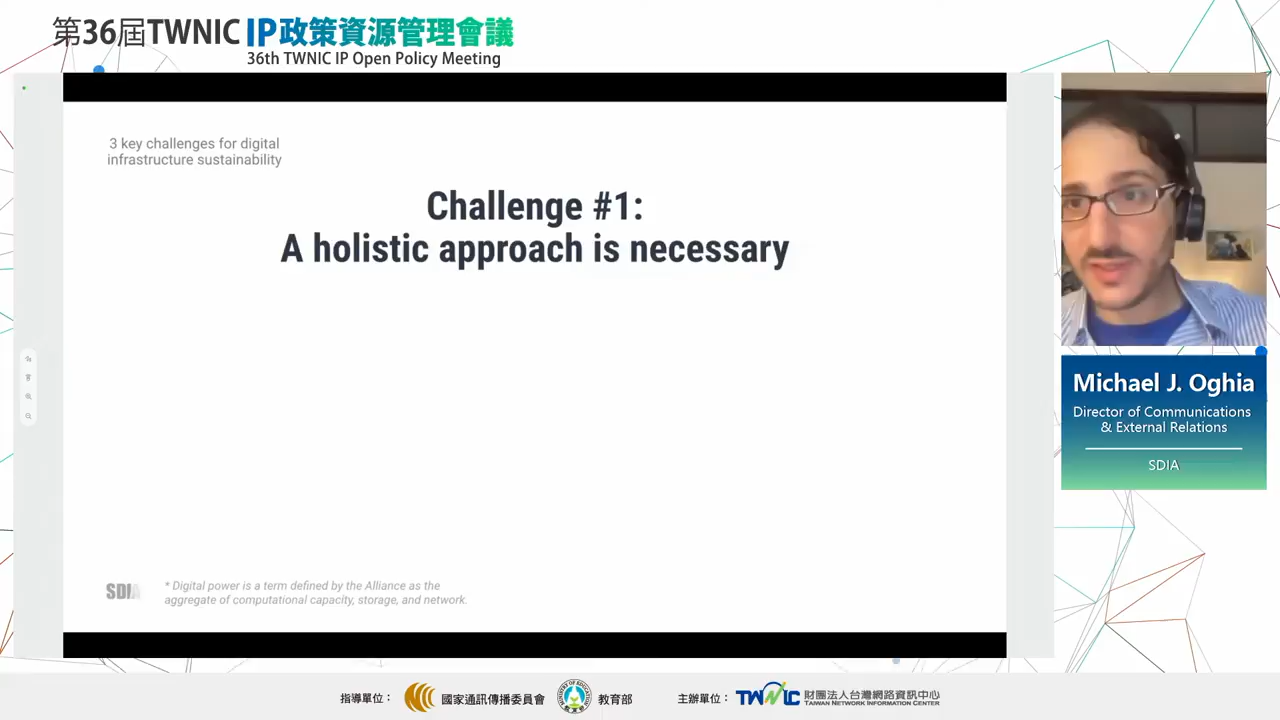 第36屆TWNIC IP政策資源管理會議
36th TWNIC IP Open Policy Meeting
3 key challenges for digital
infrastructure sustainability
Challenge #1:
A holistic approach is necessary
SDIA
* Digital power is a term defined by the Alliance as the
aggregate of computational capacity, storage, and network.
Michael J. Oghia
Director of Communications
& External Relations
SDIA
指導單位：
國家通訊傳播委員會
教育部
主辦單位：
TWNIC
財團法人台灣網路資訊中心
TAIWAN NETWORK INFORMATION CENTER